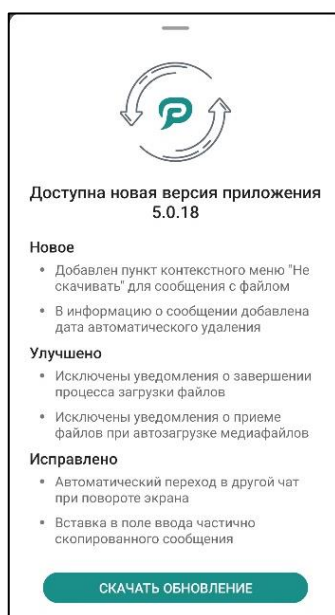 Доступна новая версия приложения
5.0.18
Новое
• Добавлен пункт контекстного меню "Не
скачивать" для сообщения с файлом
• В информацию о сообщении добавлена
дата автоматического удаления
Улучшено
• Исключены уведомления о завершении
процесса загрузки файлов
• Исключены уведомления о приеме
файлов при автозагрузке медиафайлов
Исправлено
• Автоматический переход в другой чат
при повороте экрана
• Вставка в поле ввода частично
скопированного сообщения
СКАЧАТЬ ОБНОВЛЕНИЕ